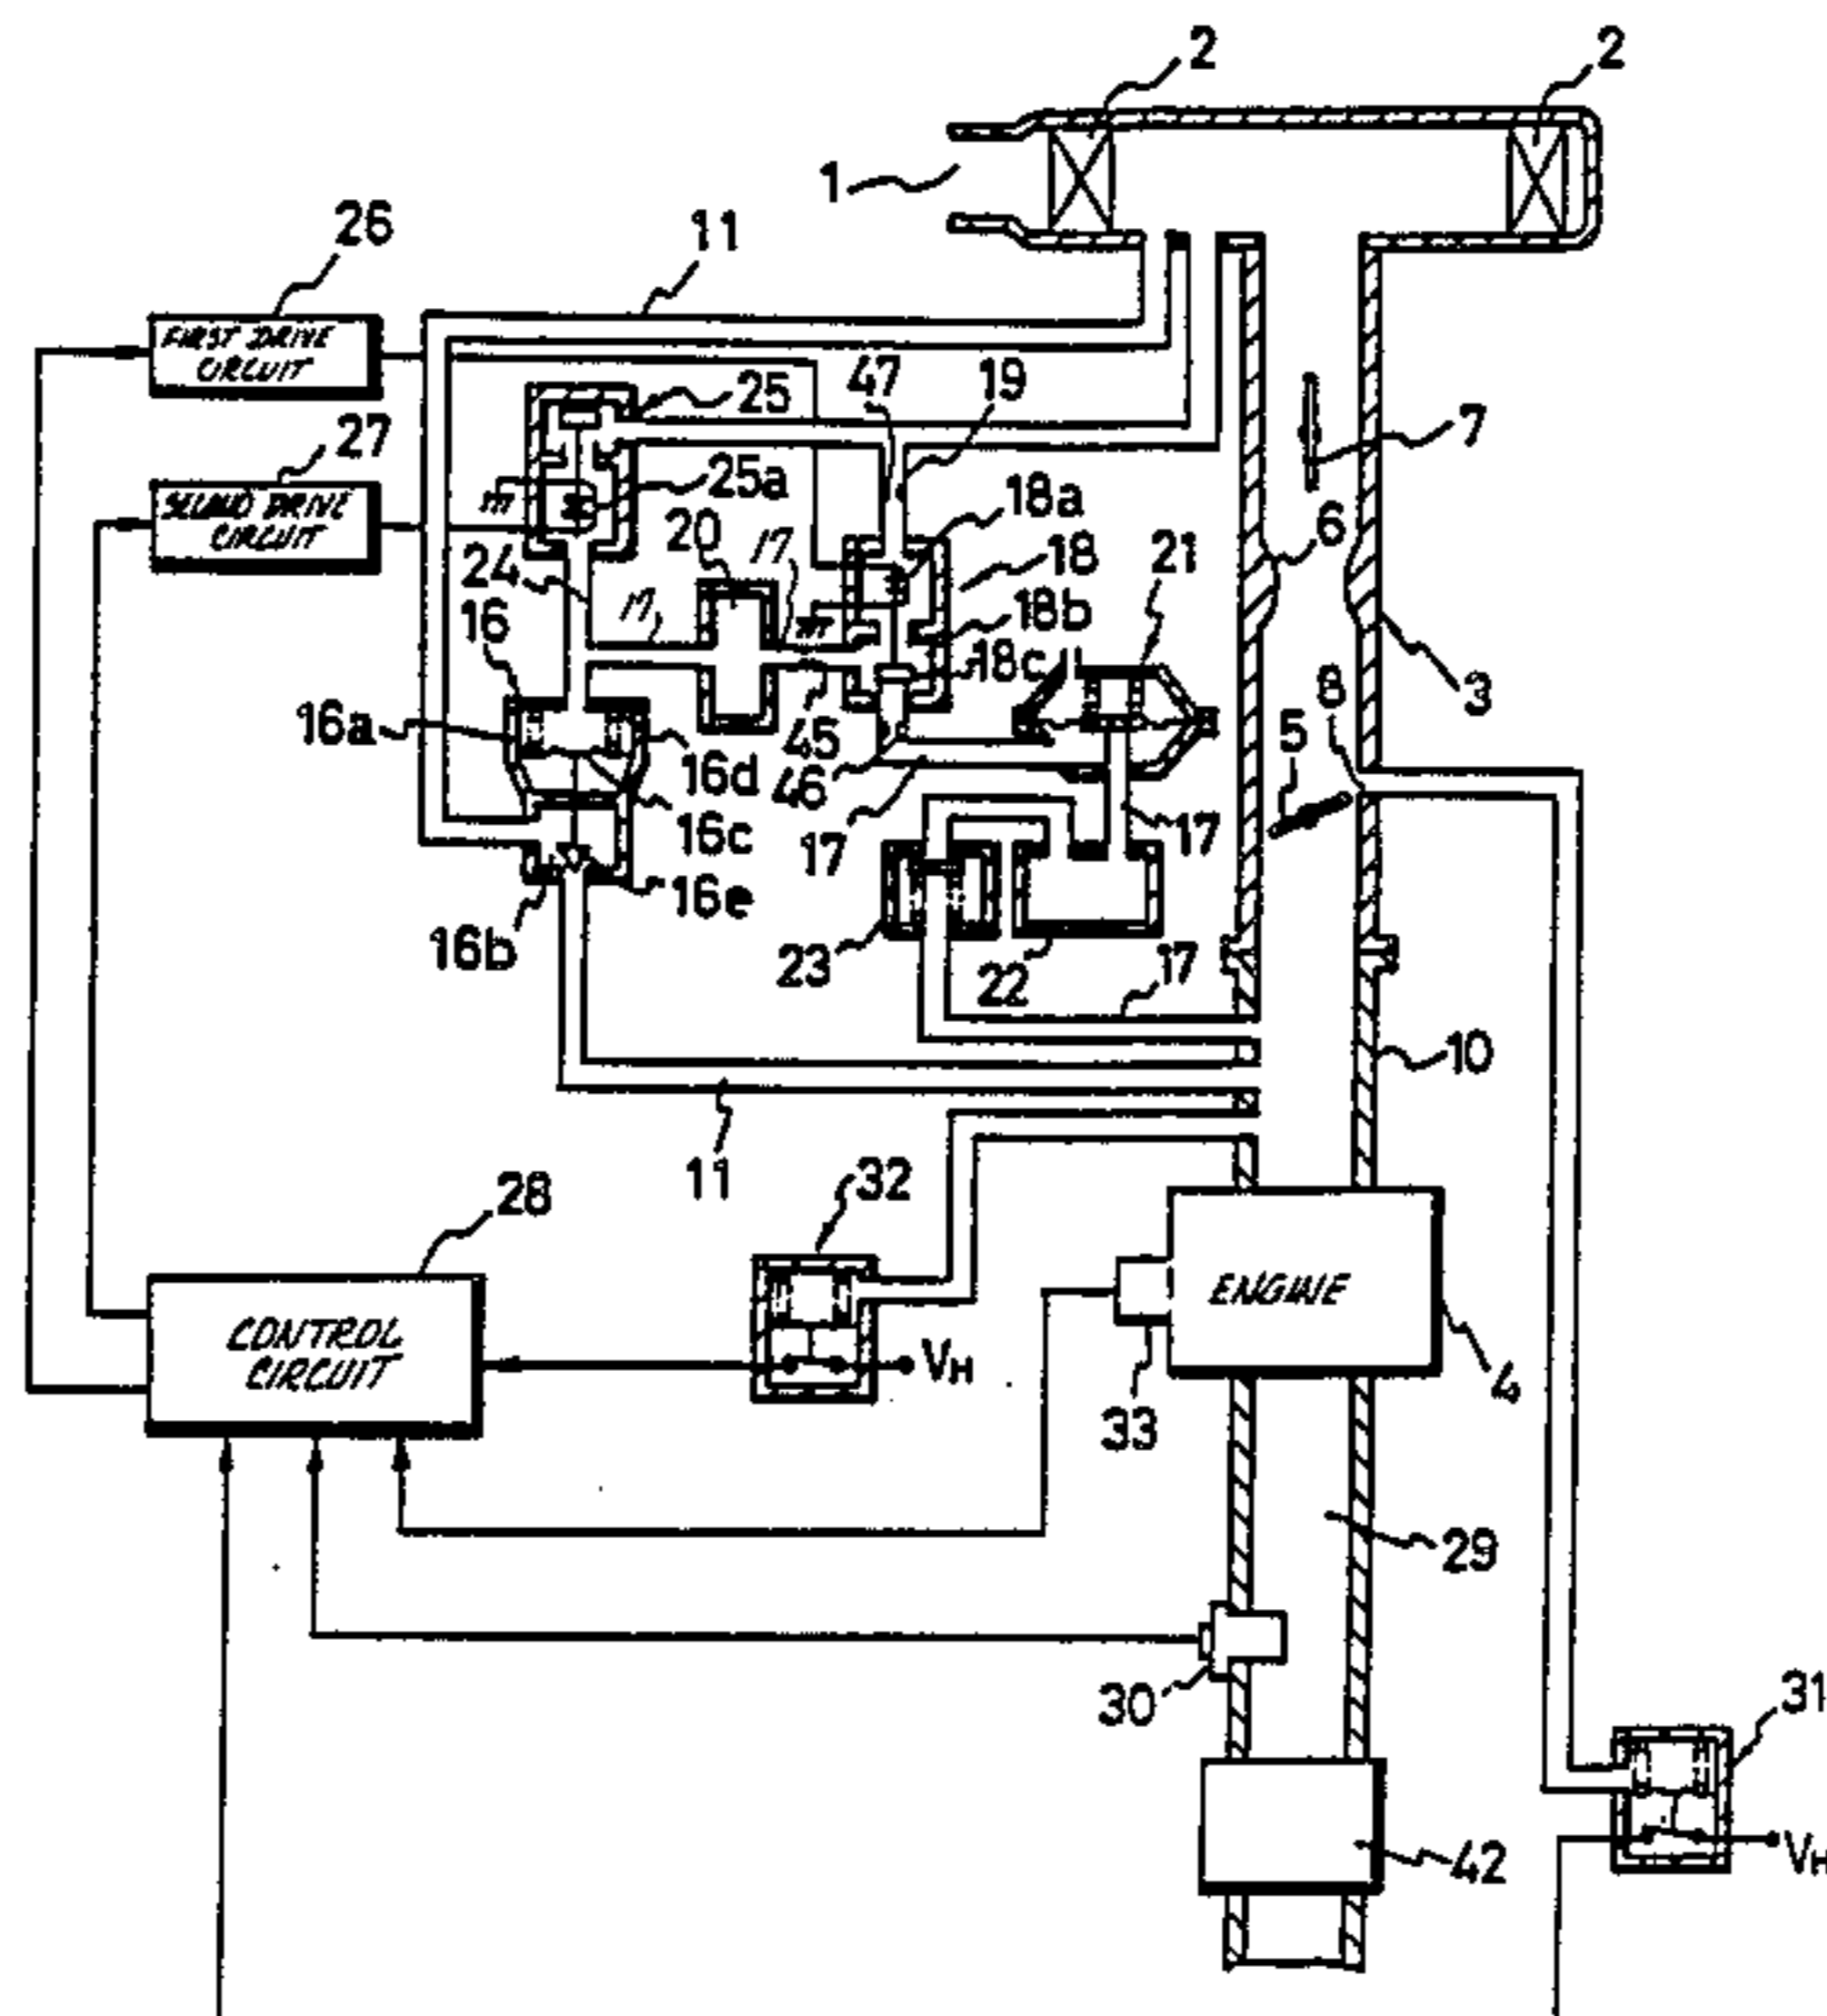 2
2
1
26
11
FIRST DRIVE
CIRCUIT
47
19
25
7
27
SECOND DRIVE
CIRCUIT
25a
18a
20
17
6
18
21
24
17
18b
16
18c
8
3
16a
45
5
16d
46
16c
17
17
16e
16b
23
22
17
10
11
32
28
ENGINE
CONTROL
CIRCUIT
VH
4
33
29
30
31
42
VH